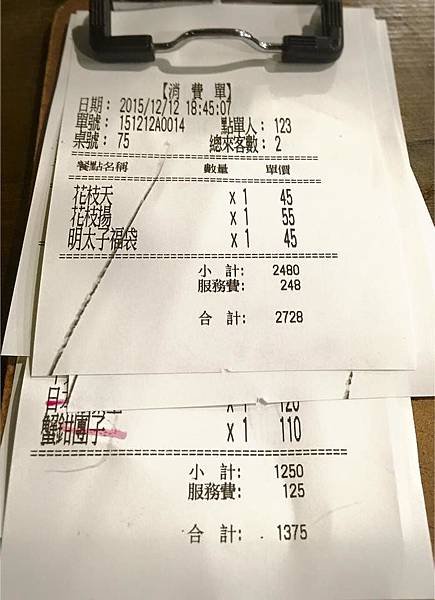 【消 費 單】
日期：2015/12/12 18:45:07
單號：151212A0014 點單人：123
桌號：75 總來客數：2
餐點名稱 數量 單價
花枝天 x 1 45
花枝揚 x 1 55
明太子福袋 x 1 45
小 計: 2480
服務費: 248
合 計: 2728
120
蟹鉗團子 x 1 110
小 計: 1250
服務費: 125
合 計: 1375